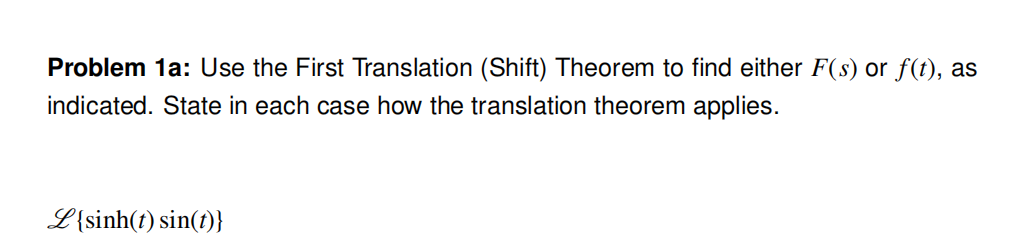 Problem 1a: Use the First Translation (Shift) Theorem to find either F(s) or f(t), as
indicated. State in each case how the translation theorem applies.
ℒ{sinh(t) sin(t)}